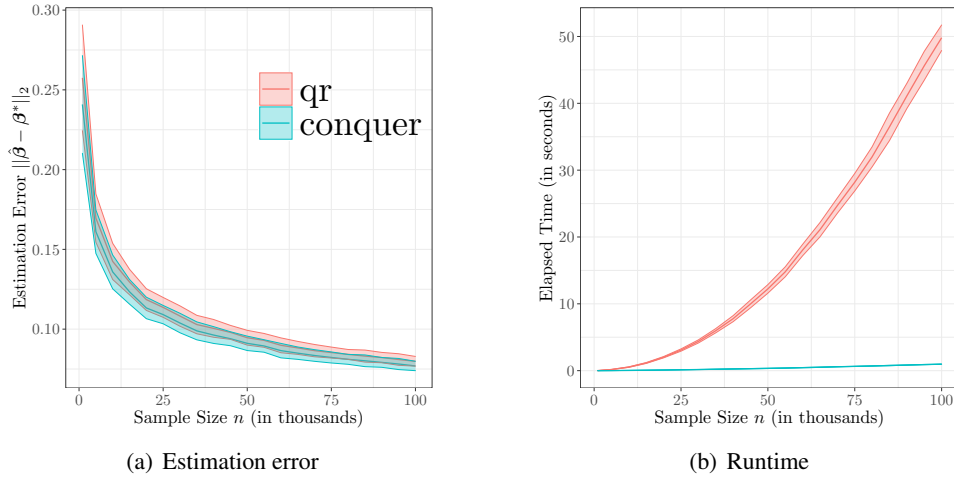 0.30
0.25
0.20
0.15
0.10
Estimation Error ||β̂ − β*||₂
qr
conquer
0 25 50 75 100
Sample Size n (in thousands)
(a) Estimation error
50
40
30
20
10
0
Elapsed Time (in seconds)
0 25 50 75 100
Sample Size n (in thousands)
(b) Runtime